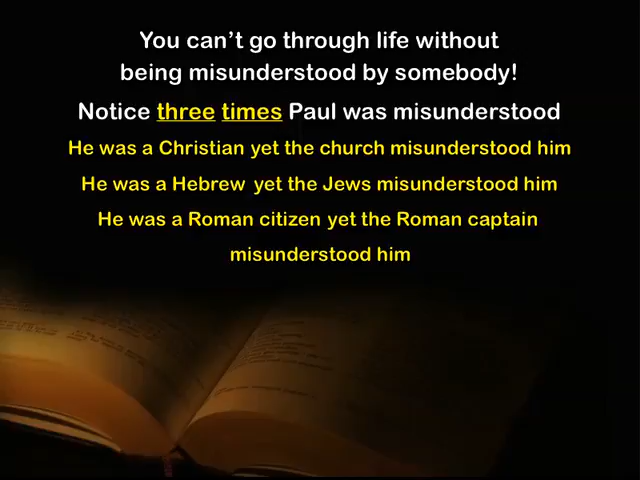 You can’t go through life without
being misunderstood by somebody!
Notice three times Paul was misunderstood
He was a Christian yet the church misunderstood him
He was a Hebrew yet the Jews misunderstood him
He was a Roman citizen yet the Roman captain
misunderstood him